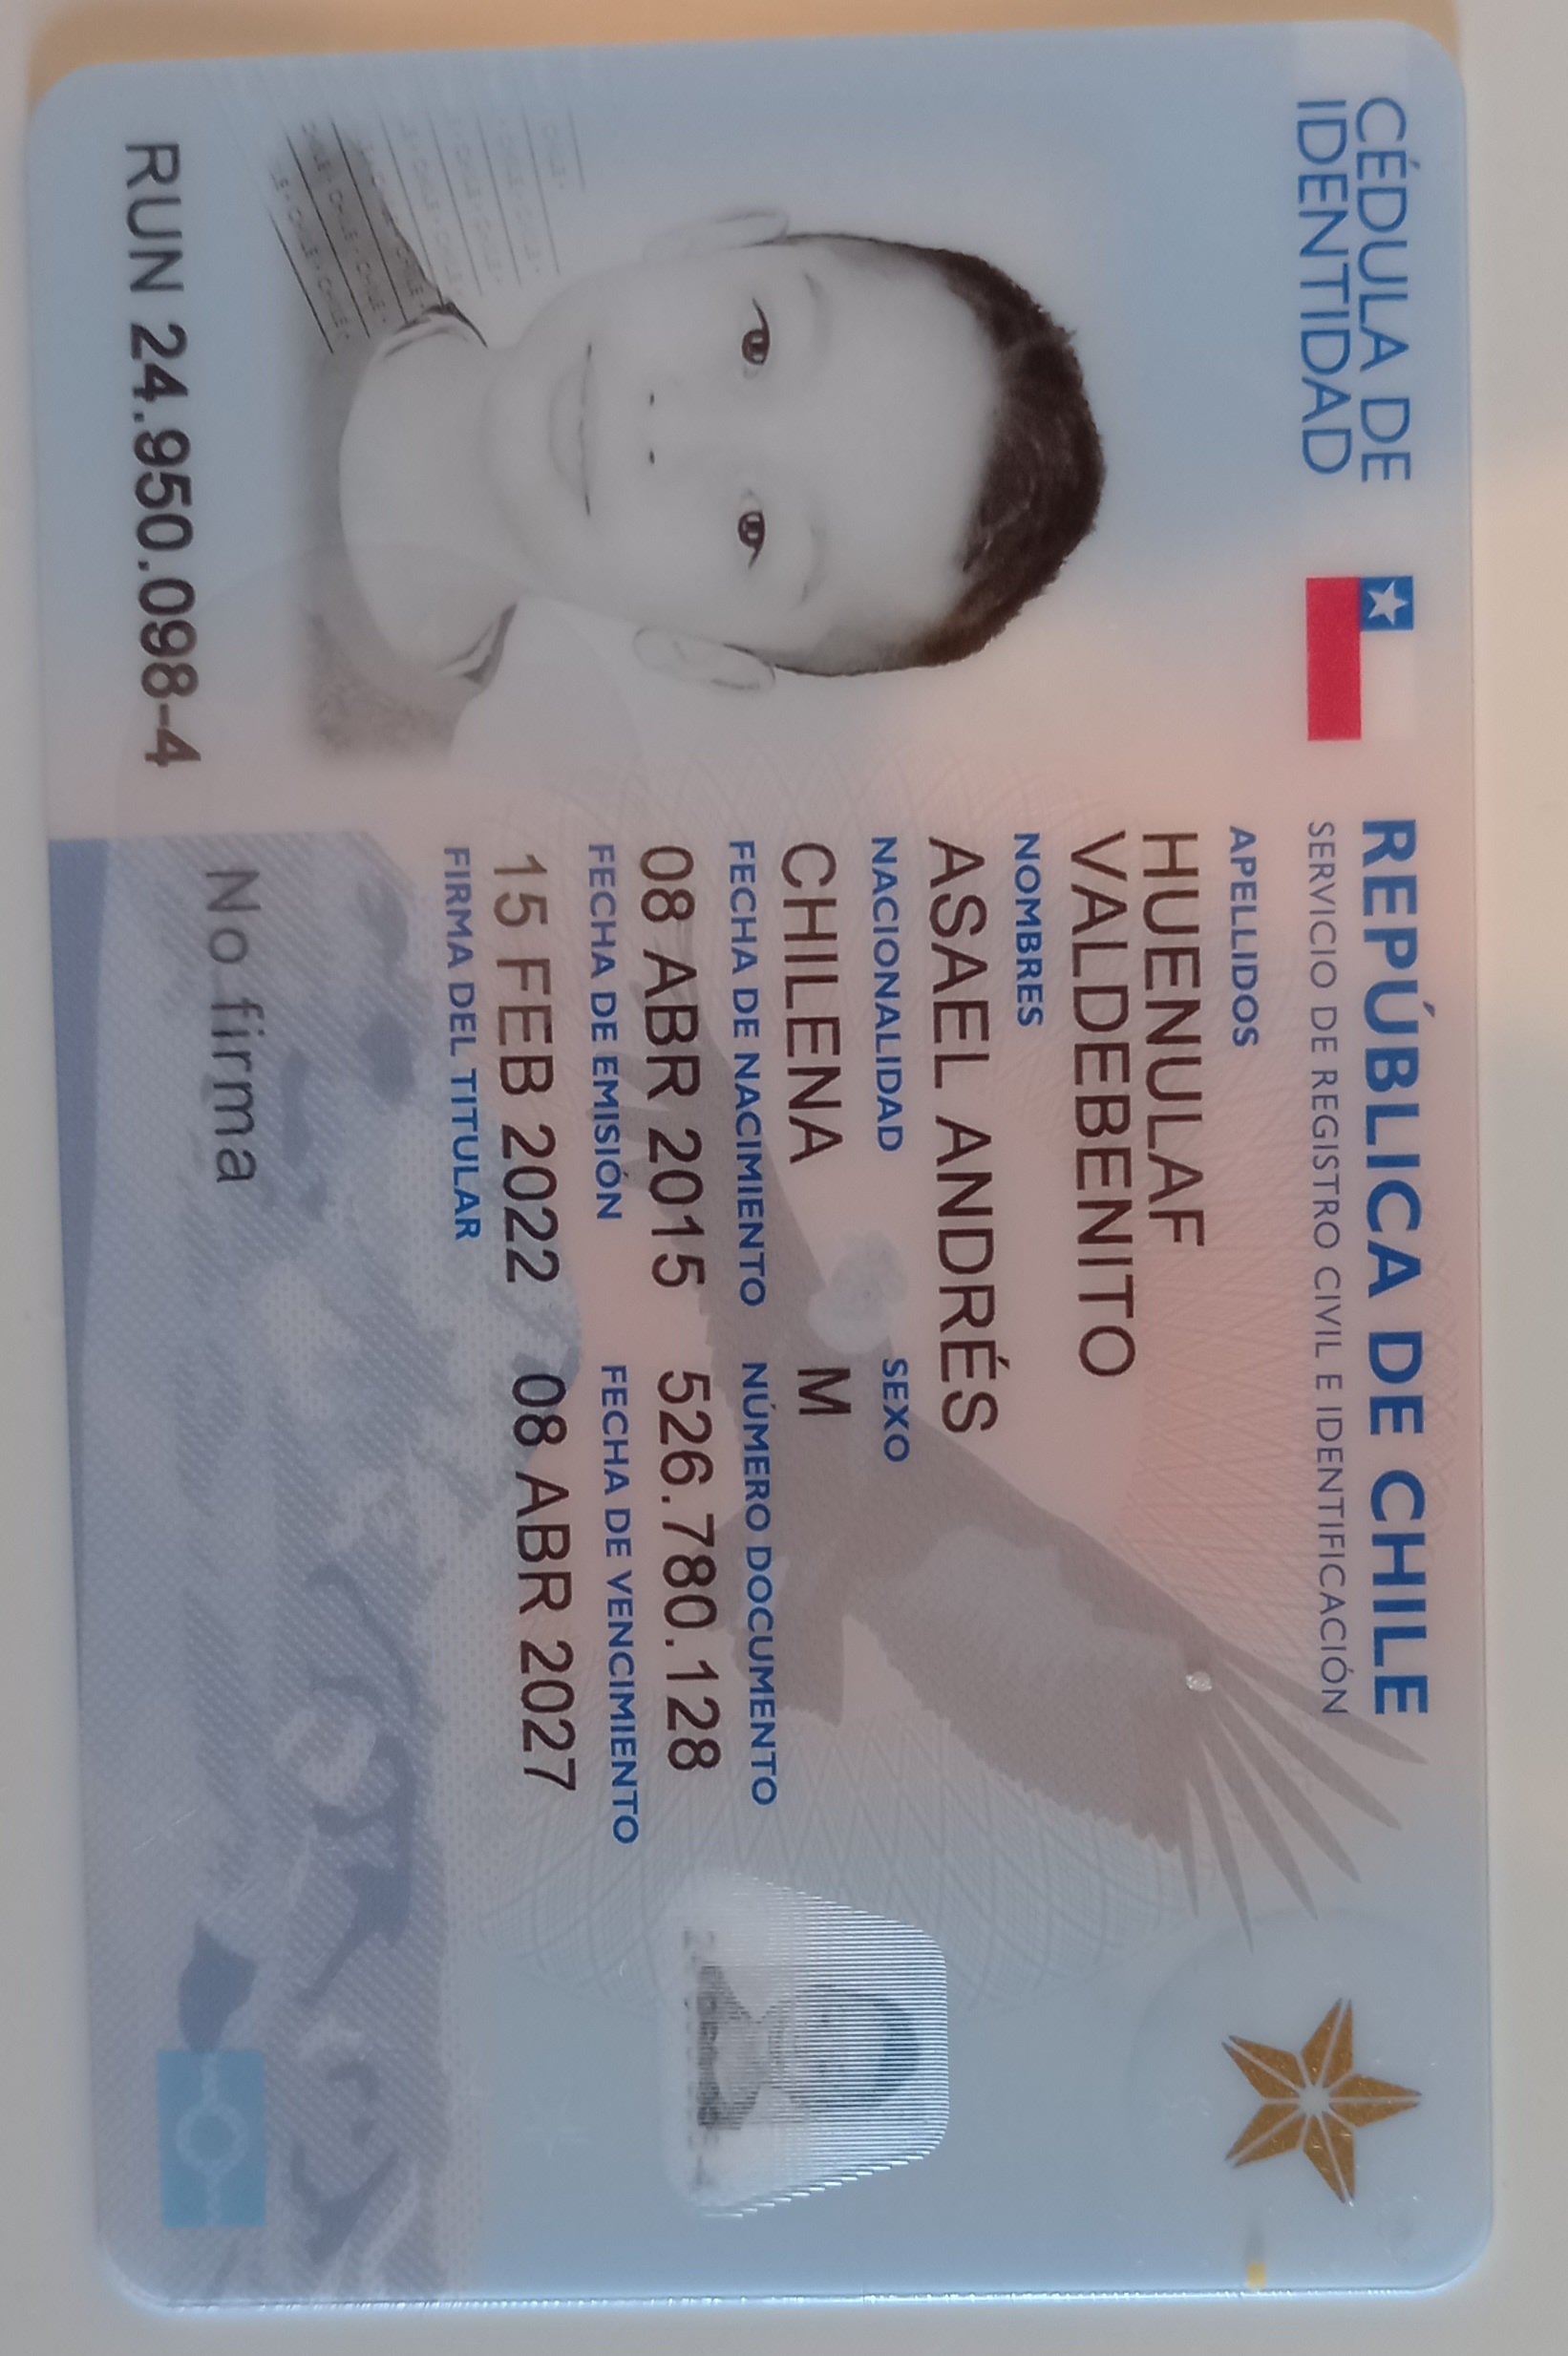 CÉDULA DE
IDENTIDAD
REPÚBLICA DE CHILE
SERVICIO DE REGISTRO CIVIL E IDENTIFICACIÓN
APELLIDOS
HUENULAF
VALDEBENITO
NOMBRES
ASAEL ANDRÉS
NACIONALIDAD SEXO
CHILENA M
FECHA DE NACIMIENTO NÚMERO DOCUMENTO
08 ABR 2015 526.780.128
FECHA DE EMISIÓN FECHA DE VENCIMIENTO
15 FEB 2022 08 ABR 2027
FIRMA DEL TITULAR
No firma
RUN 24.950.098-4